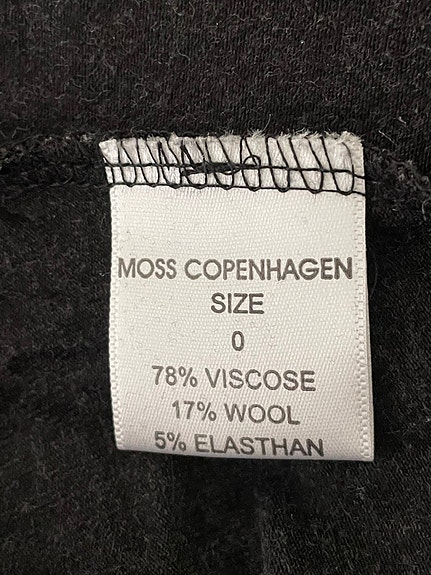 MOSS COPENHAGEN
SIZE
0
78% VISCOSE
17% WOOL
5% ELASTHAN